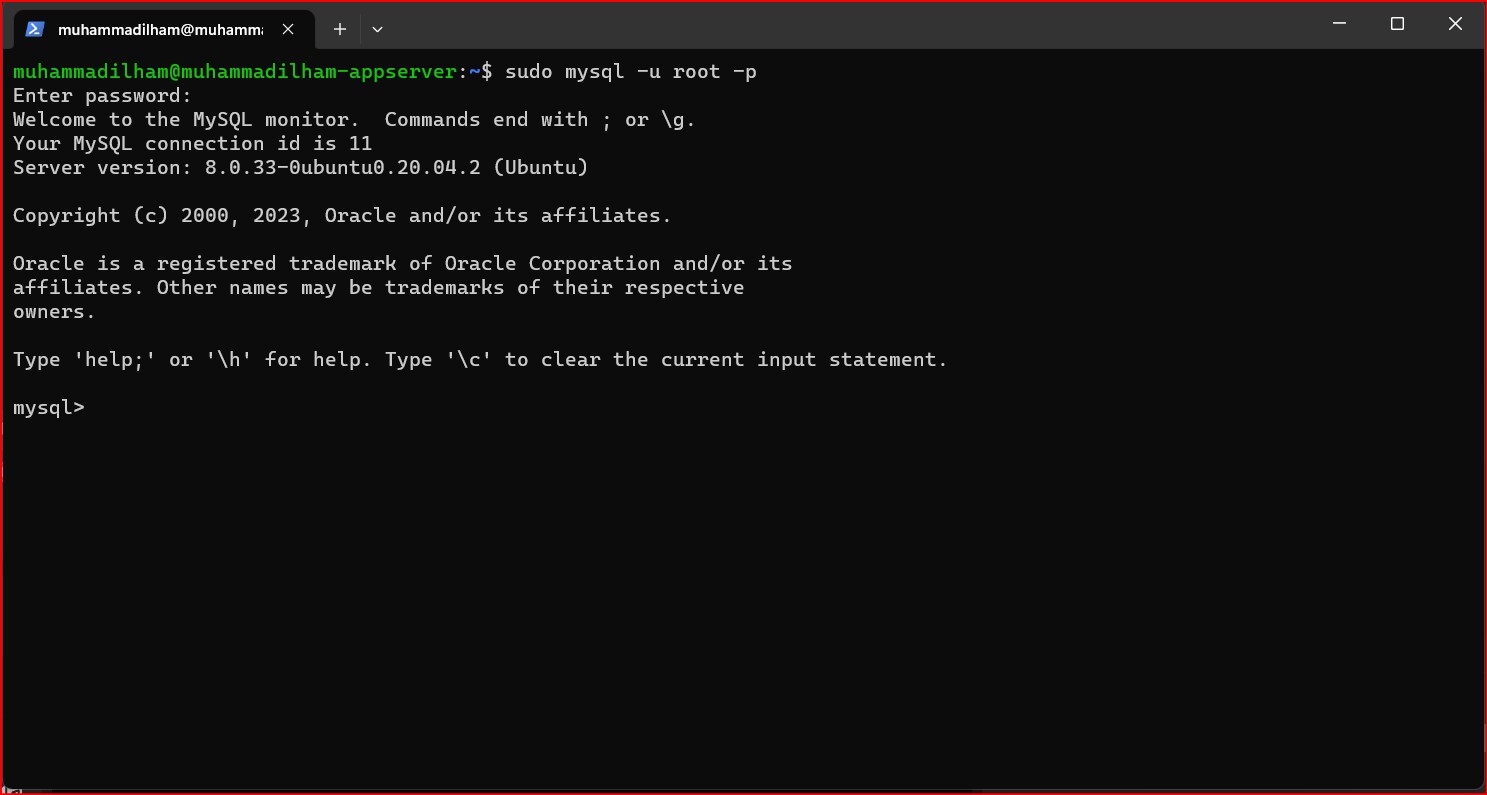 muhammadilham@muhamma
muhammadilham@muhammadilham-appserver:~$ sudo mysql -u root -p
Enter password:
Welcome to the MySQL monitor.  Commands end with ; or \g.
Your MySQL connection id is 11
Server version: 8.0.33-0ubuntu0.20.04.2 (Ubuntu)
Copyright (c) 2000, 2023, Oracle and/or its affiliates.
Oracle is a registered trademark of Oracle Corporation and/or its
affiliates. Other names may be trademarks of their respective
owners.
Type 'help;' or '\h' for help. Type '\c' to clear the current input statement.
mysql>